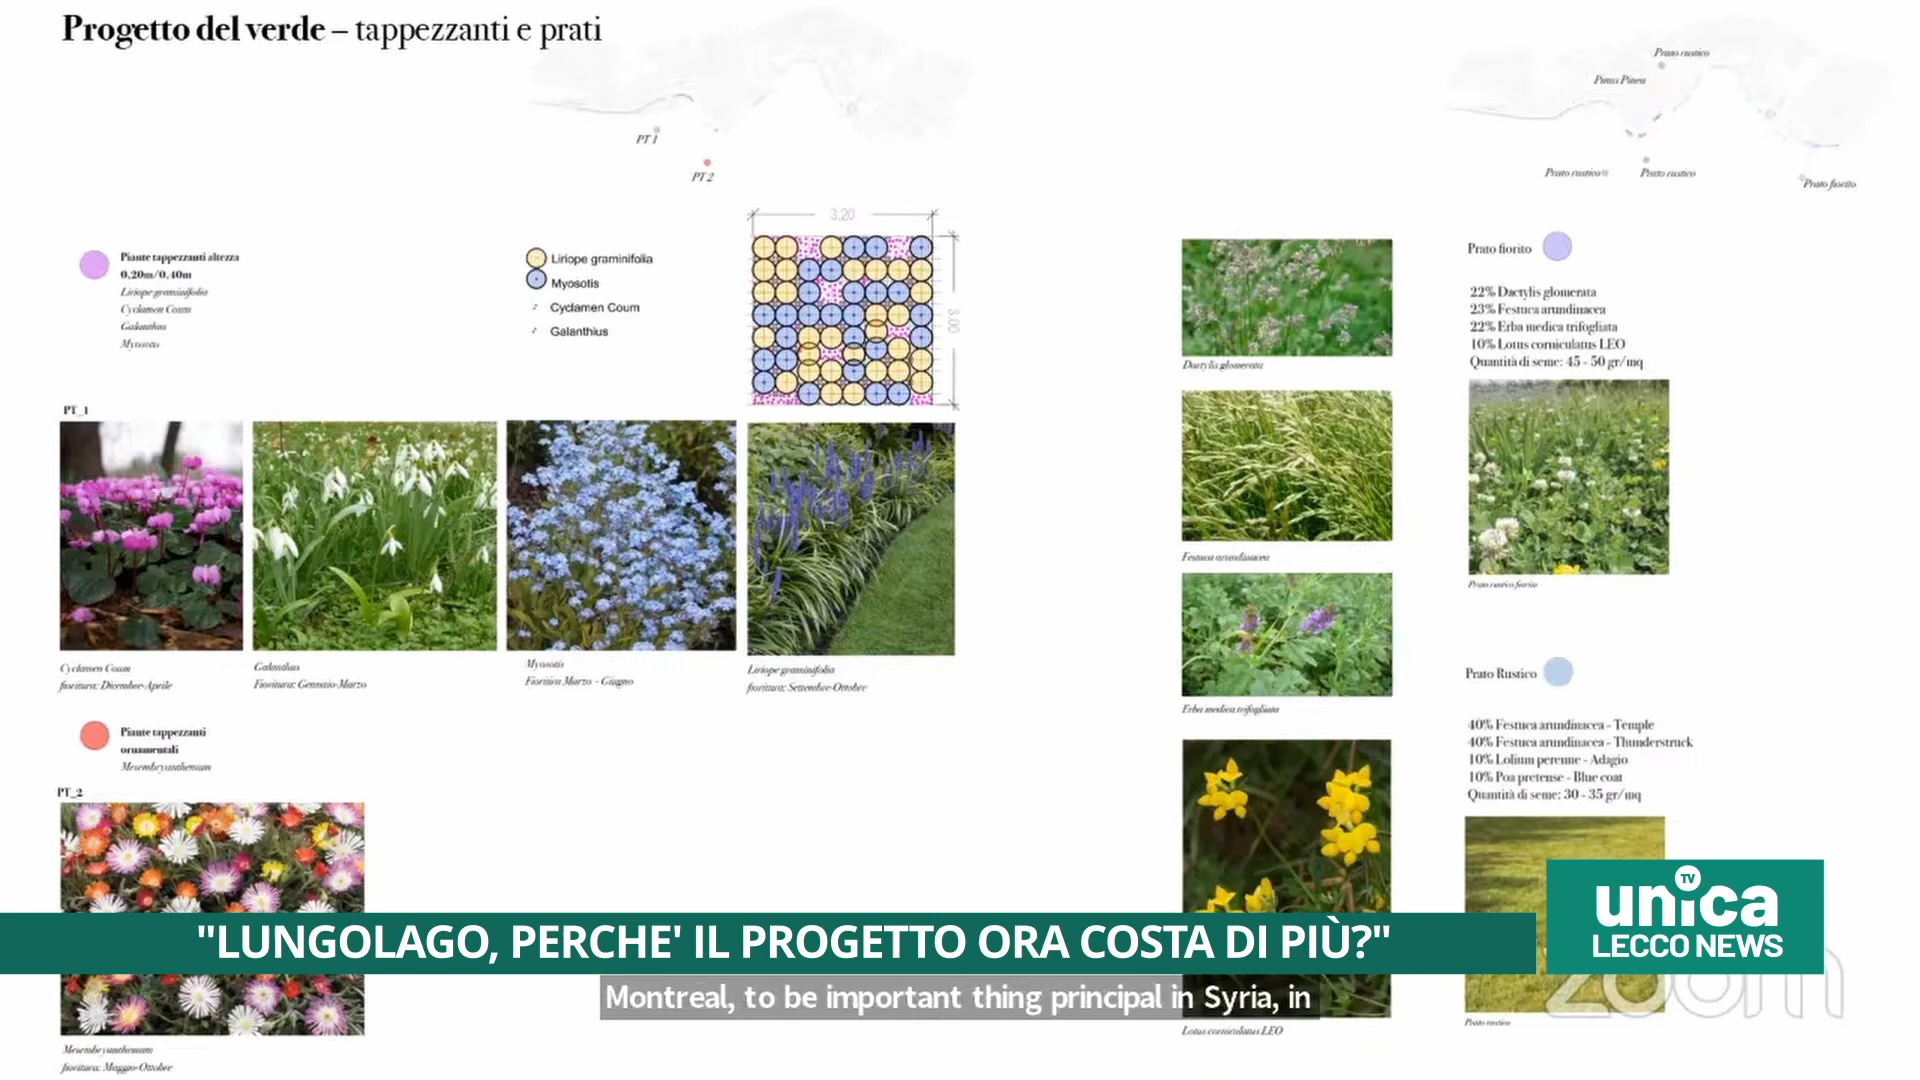 Progetto del verde – tappezzanti e prati
PT 1
PT 2
Prato rustico
Pinus Pinea
Prato rustico
Prato rustico
Prato fiorito
3.20
3.00
Piante tappezzanti altezza
0,20m/0,40m
Liriope graminifolia
Cyclamen Coum
Galanthus
Myosotis
Liriope graminifolia
Myosotis
Cyclamen Coum
Galanthius
PT_1
Cyclamen Coum
fioritura: Dicembre-Aprile
Galanthus
Fioritura: Gennaio-Marzo
Myosotis
Fioritura Marzo - Giugno
Liriope graminifolia
fioritura: Settembre-Ottobre
Piante tappezzanti
ornamentali
Mesembryanthemum
PT_2
Mesembryanthemum
fioritura: Maggio-Ottobre
Dactylis glomerata
Festuca arundinacea
Erba medica trifogliata
Lotus corniculatus LEO
Prato fiorito
22% Dactylis glomerata
23% Festuca arundinacea
22% Erba medica trifogliata
10% Lotus corniculatus LEO
Quantità di seme: 45 - 50 gr/mq
Prato rustico fiorito
Prato Rustico
40% Festuca arundinacea - Temple
40% Festuca arundinacea - Thunderstruck
10% Lolium perenne - Adagio
10% Poa pretense - Blue coat
Quantità di seme: 30 - 35 gr/mq
Prato rustico
"LUNGOLAGO, PERCHE' IL PROGETTO ORA COSTA DI PIÙ?"
unica TV
LECCO NEWS
zoom
Montreal, to be important thing principal in Syria, in